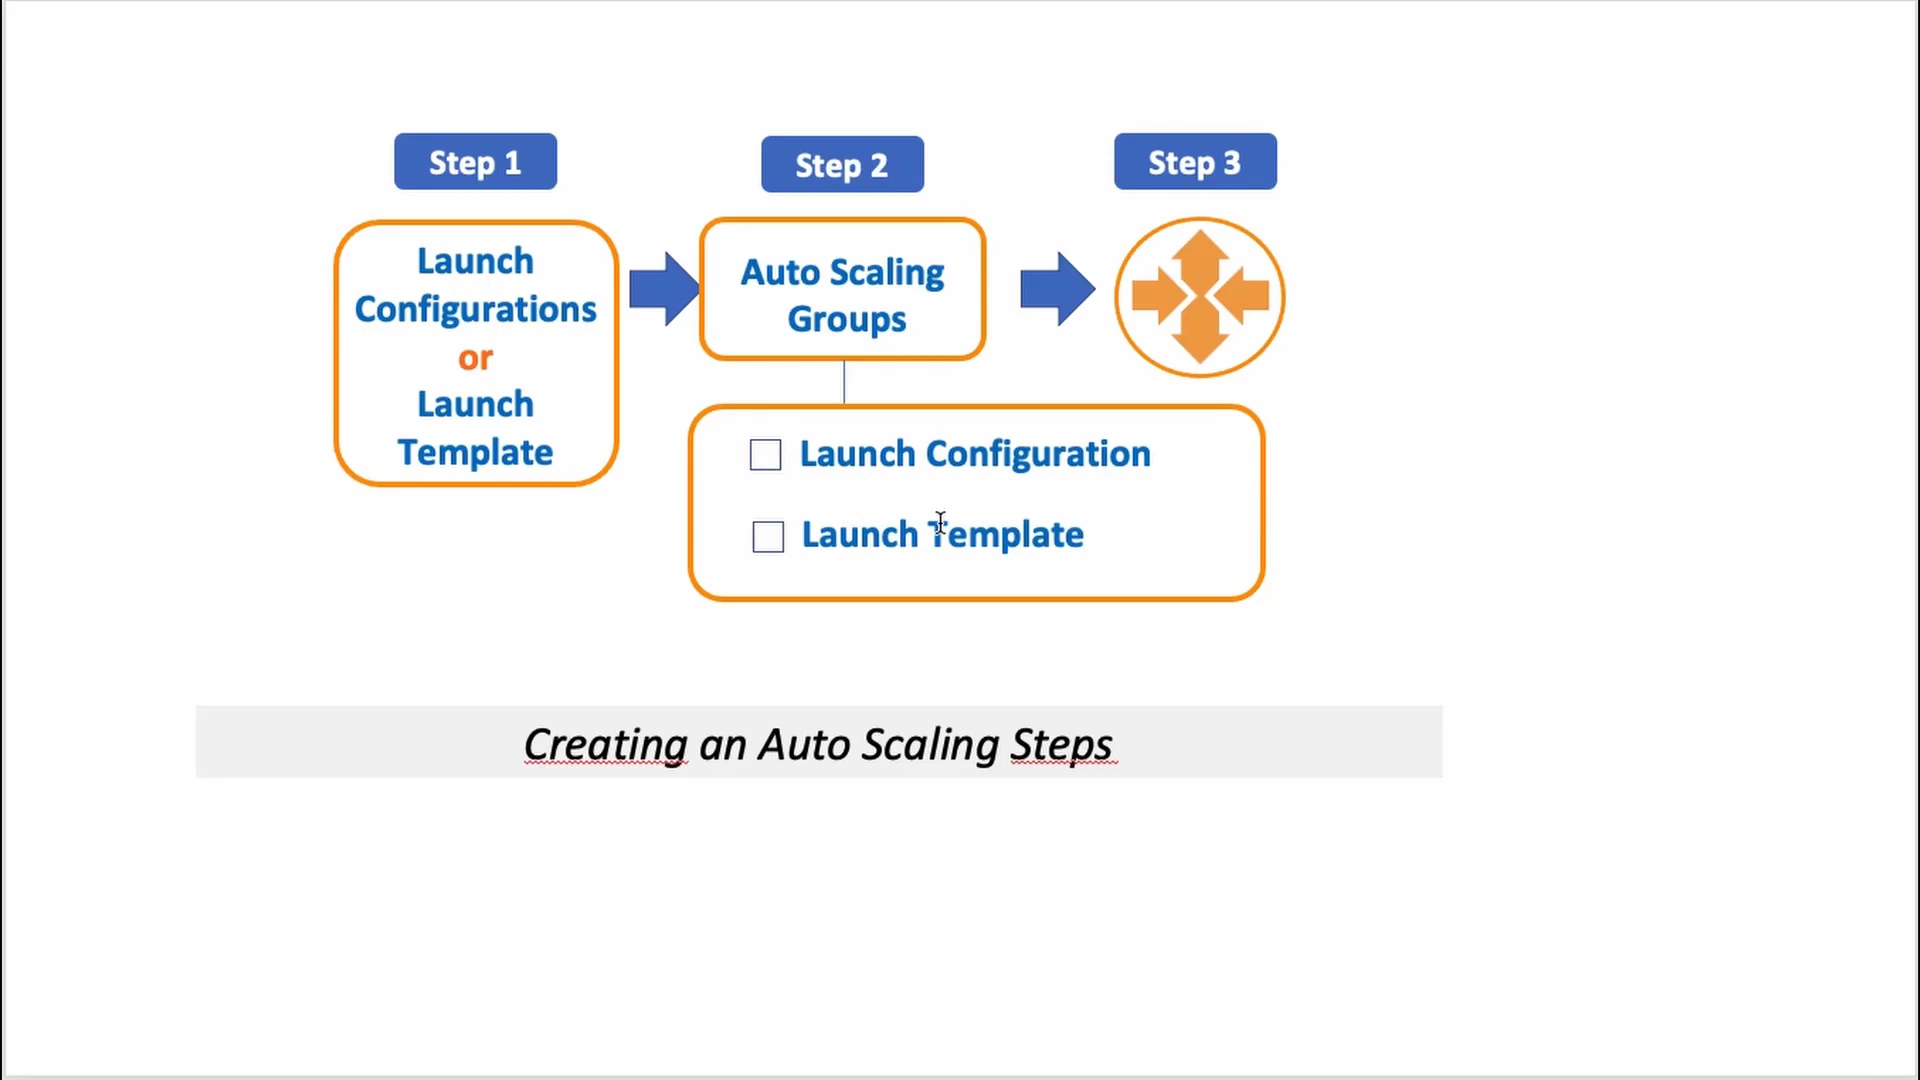 Step 1
Step 2
Step 3
Launch
Configurations
or
Launch
Template
Auto Scaling
Groups
Launch Configuration
Launch Template
Creating an Auto Scaling Steps